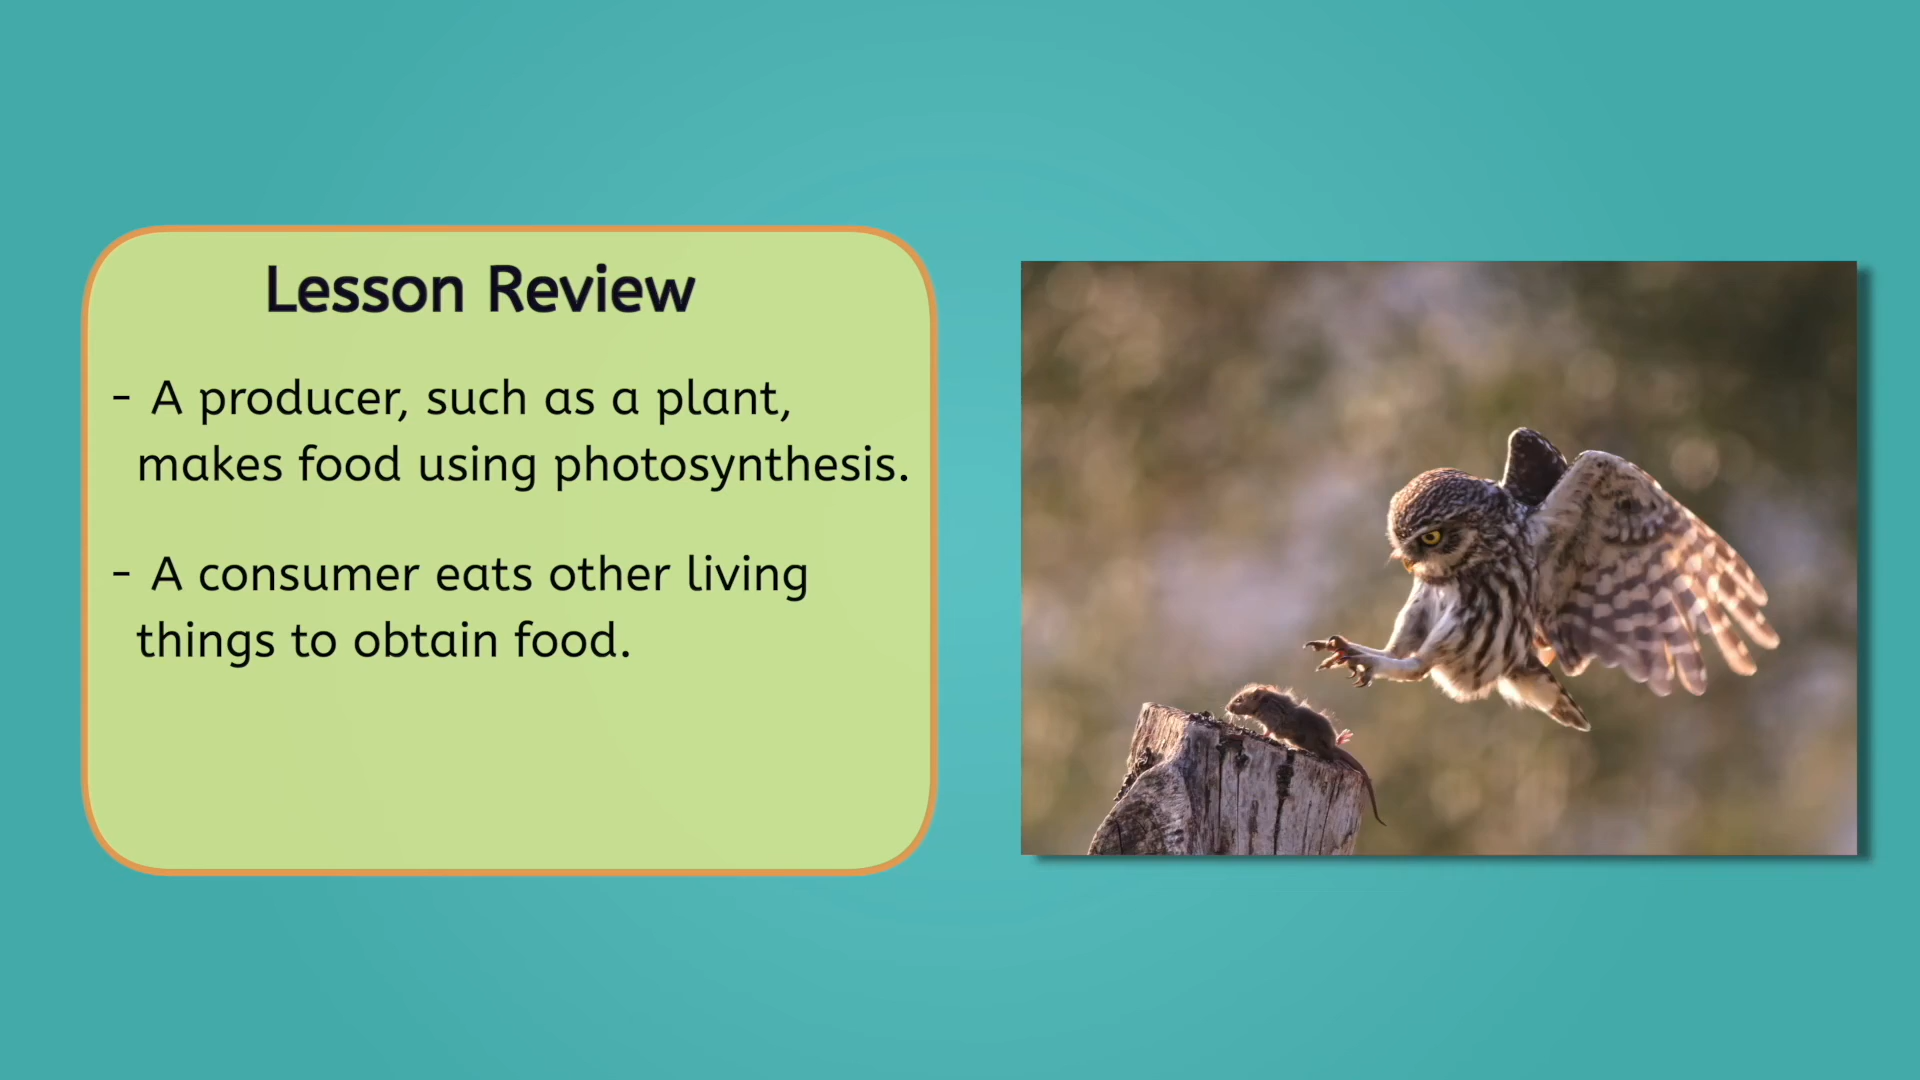 Lesson Review
- A producer, such as a plant,
makes food using photosynthesis.
- A consumer eats other living
things to obtain food.